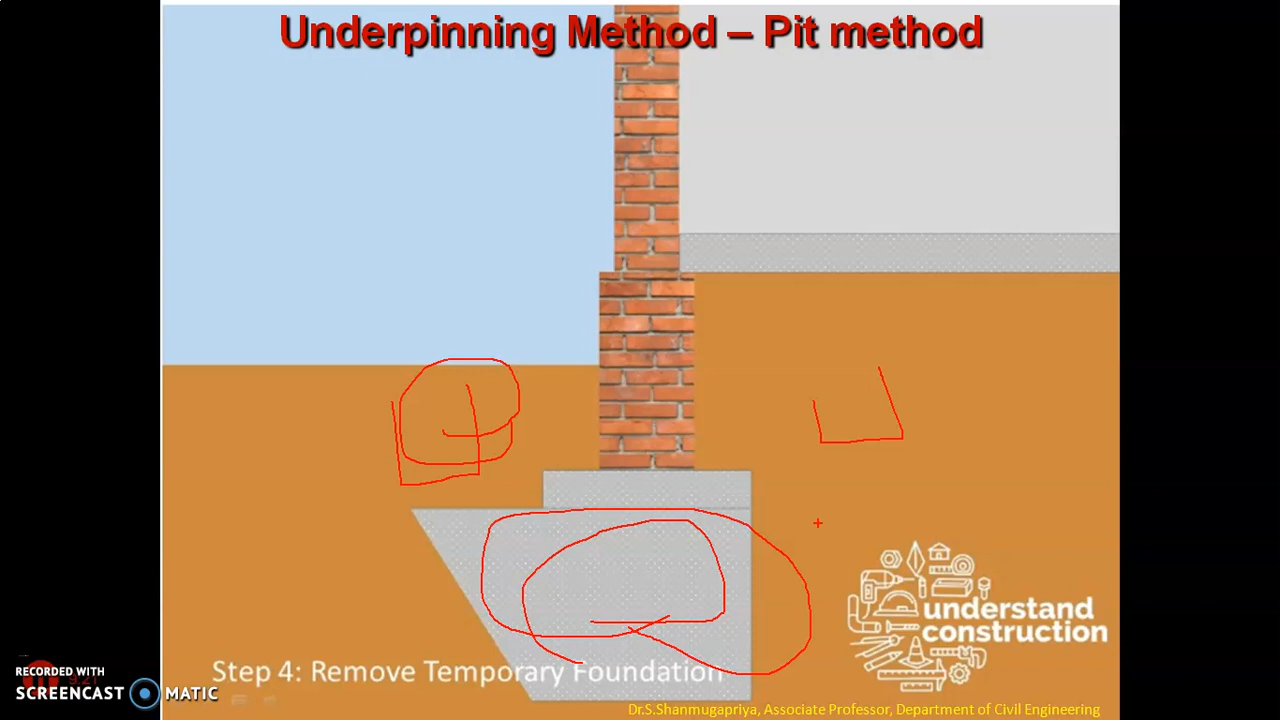 Underpinning Method – Pit method
understand
construction
Step 4: Remove Temporary Foundation
RECORDED WITH
SCREENCAST MATIC
Dr.S.Shanmugapriya, Associate Professor, Department of Civil Engineering